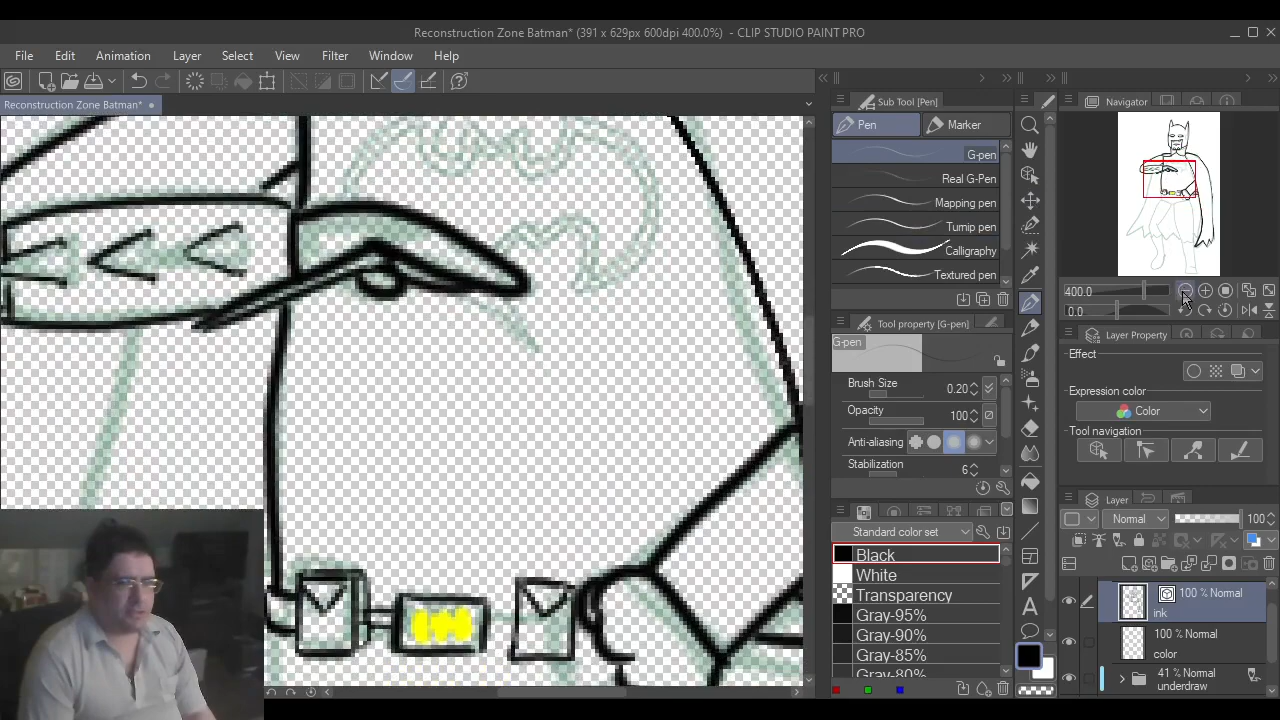 Reconstruction Zone Batman* (391 x 629px 600dpi 400.0%) - CLIP STUDIO PAINT PRO
File Edit Animation Layer Select View Filter Window Help
Reconstruction Zone Batman*
Sub Tool [Pen]
Pen
Marker
G-pen
Real G-Pen
Mapping pen
Turnip pen
Calligraphy
Textured pen
Tool property [G-pen]
G-pen
Brush Size 0.20
Opacity 100
Anti-aliasing
Stabilization 6
Standard color set
Black
White
Transparency
Gray-95%
Gray-90%
Gray-85%
Gray-80%
Navigator
400.0
0.0
Layer Property
Effect
Expression color
Color
Tool navigation
Layer
Normal 100
100 % Normal
ink
100 % Normal
color
41 % Normal
underdraw